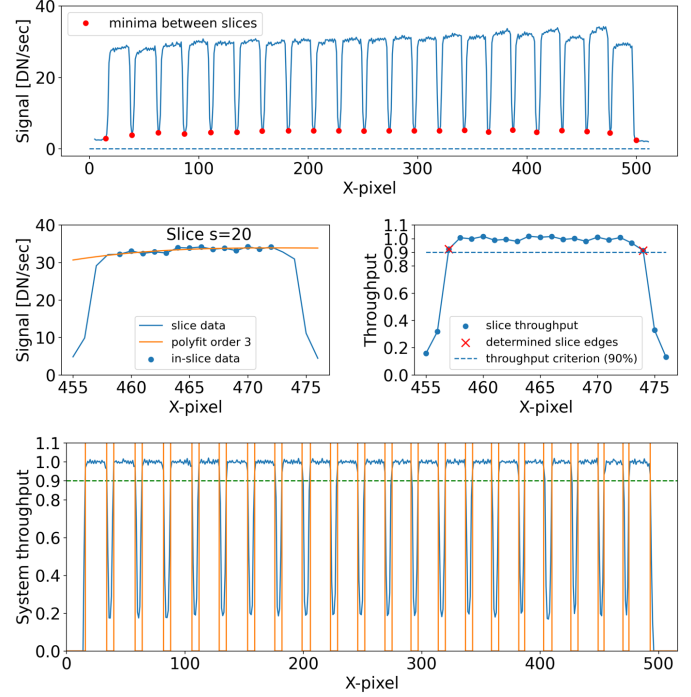 40
20
0
Signal [DN/sec]
minima between slices
0 100 200 300 400 500
X-pixel
40
30
20
10
0
Signal [DN/sec]
Slice s=20
slice data
polyfit order 3
in-slice data
455 460 465 470 475
X-pixel
1.1
1.0
0.9
0.8
0.6
0.4
0.2
0.0
Throughput
slice throughput
determined slice edges
throughput criterion (90%)
455 460 465 470 475
X-pixel
1.1
1.0
0.9
0.8
0.6
0.4
0.2
0.0
System throughput
0 100 200 300 400 500
X-pixel